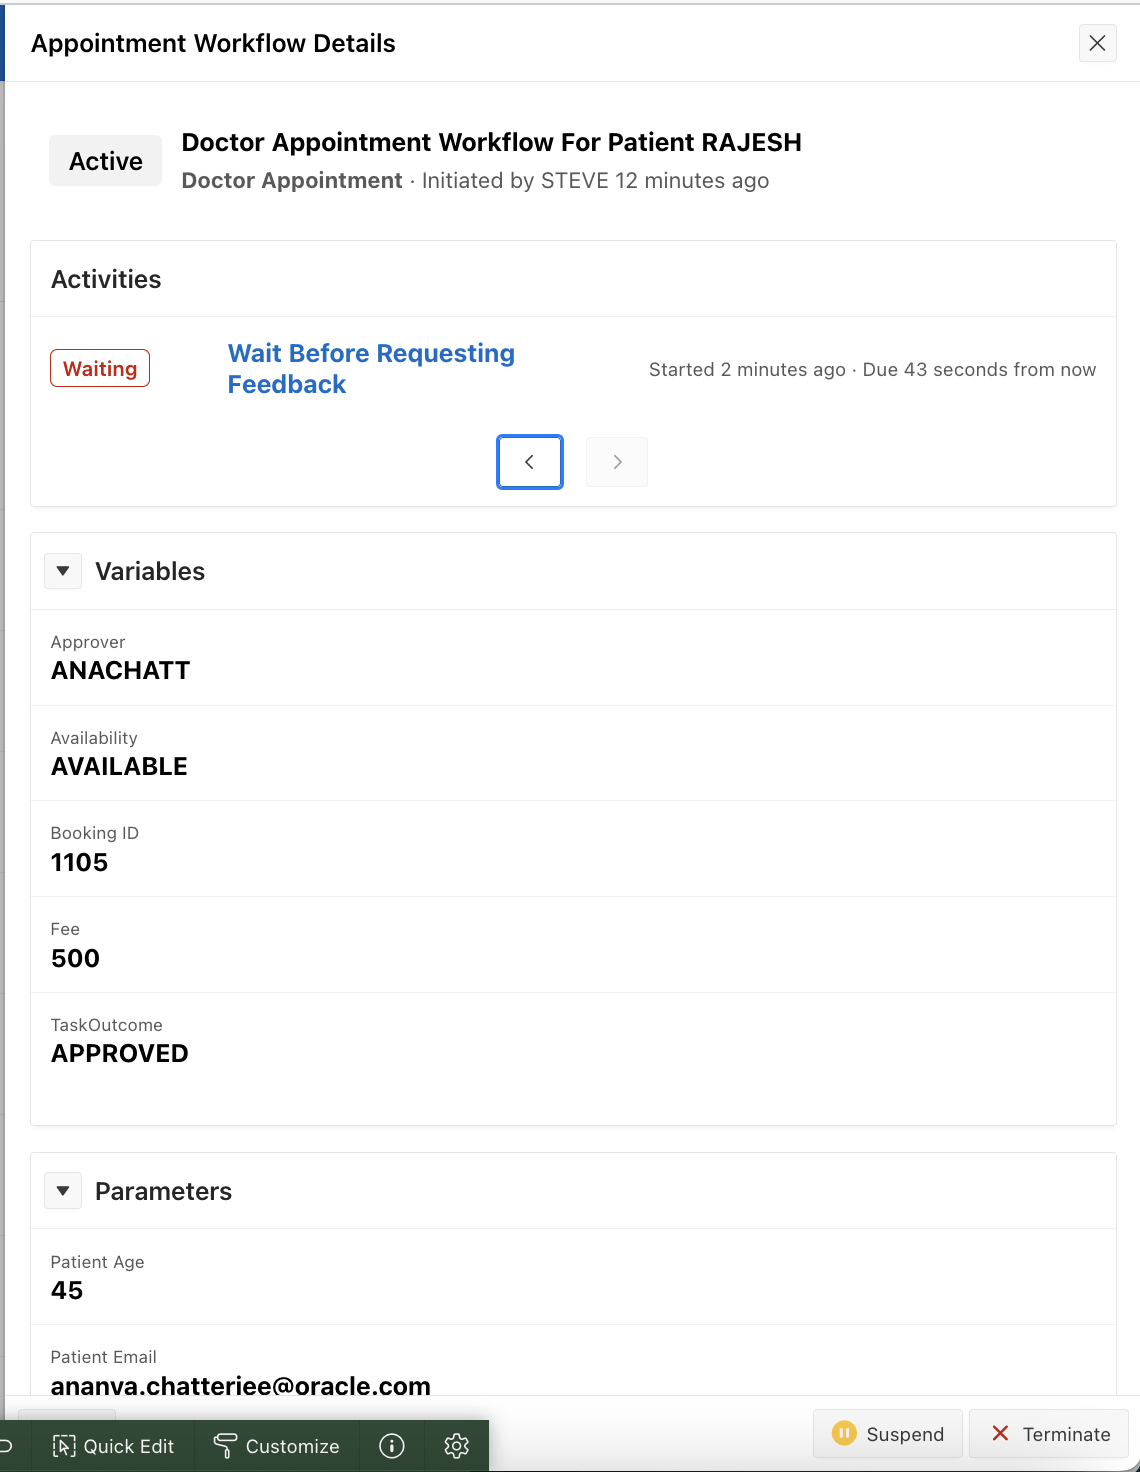 Appointment Workflow Details
Active
Doctor Appointment Workflow For Patient RAJESH
Doctor Appointment · Initiated by STEVE 12 minutes ago
Activities
Waiting
Wait Before Requesting
Feedback
Started 2 minutes ago · Due 43 seconds from now
Variables
Approver
ANACHATT
Availability
AVAILABLE
Booking ID
1105
Fee
500
TaskOutcome
APPROVED
Parameters
Patient Age
45
Patient Email
ananya.chatterjee@oracle.com
Quick Edit
Customize
Suspend
Terminate